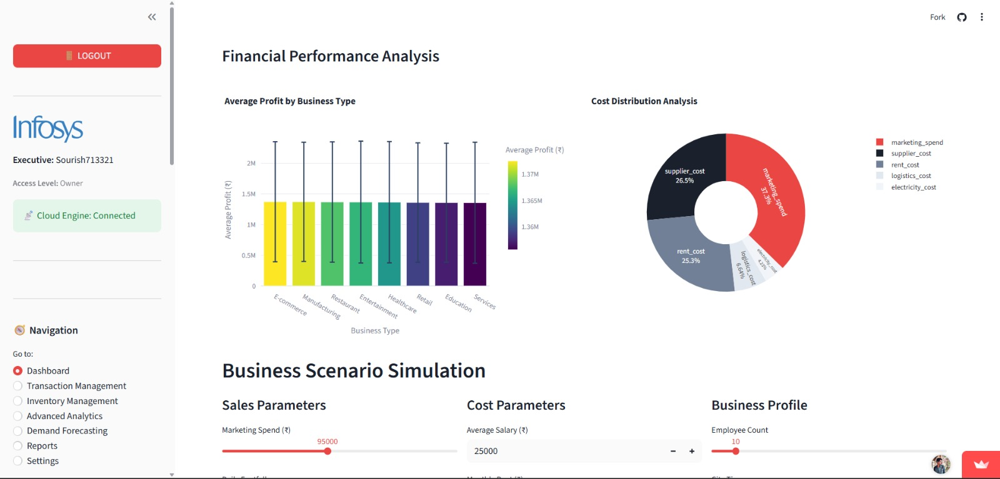 Fork
LOGOUT
Infosys
Executive: Sourish713321
Access Level: Owner
Cloud Engine: Connected
Navigation
Go to:
Dashboard
Transaction Management
Inventory Management
Advanced Analytics
Demand Forecasting
Reports
Settings
Financial Performance Analysis
Average Profit by Business Type
Average Profit (₹)
2M
1.5M
1M
0.5M
0
E-commerce
Manufacturing
Restaurant
Entertainment
Healthcare
Retail
Education
Services
Business Type
Average Profit (₹)
1.37M
1.365M
1.36M
Cost Distribution Analysis
marketing_spend
37.3%
supplier_cost
26.5%
rent_cost
25.3%
logistics_cost
6.64%
electricity_cost
4.23%
marketing_spend
supplier_cost
rent_cost
logistics_cost
electricity_cost
Business Scenario Simulation
Sales Parameters
Marketing Spend (₹)
95000
Cost Parameters
Average Salary (₹)
25000
Business Profile
Employee Count
10